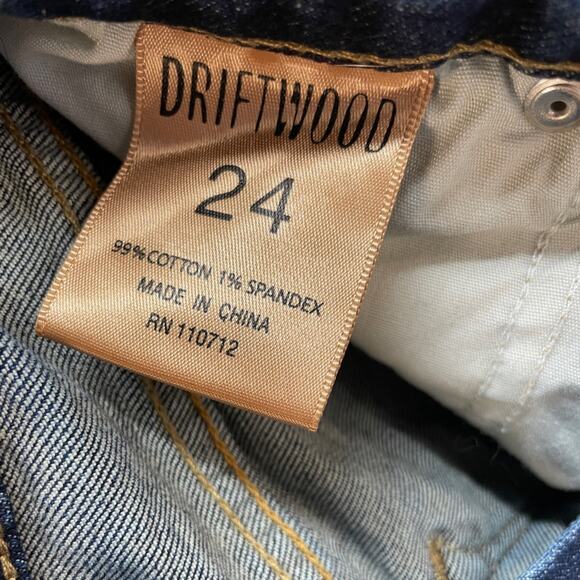 DRIFTWOOD
24
99% COTTON 1% SPANDEX
MADE IN CHINA
RN 110712